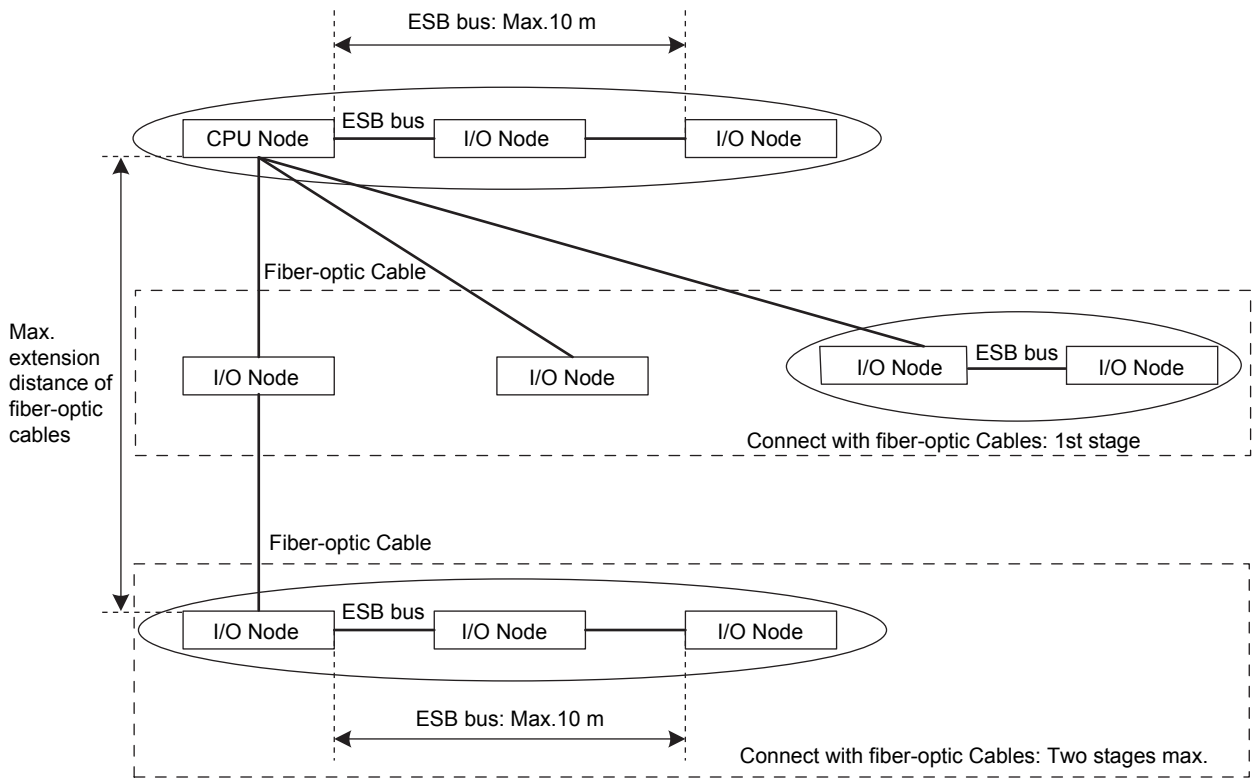 ESB bus: Max.10 m
ESB bus
CPU Node
I/O Node
I/O Node
Fiber-optic Cable
Max.
extension
distance of
fiber-optic
cables
I/O Node
I/O Node
I/O Node
ESB bus
I/O Node
Connect with fiber-optic Cables: 1st stage
Fiber-optic Cable
ESB bus
I/O Node
I/O Node
I/O Node
ESB bus: Max.10 m
Connect with fiber-optic Cables: Two stages max.